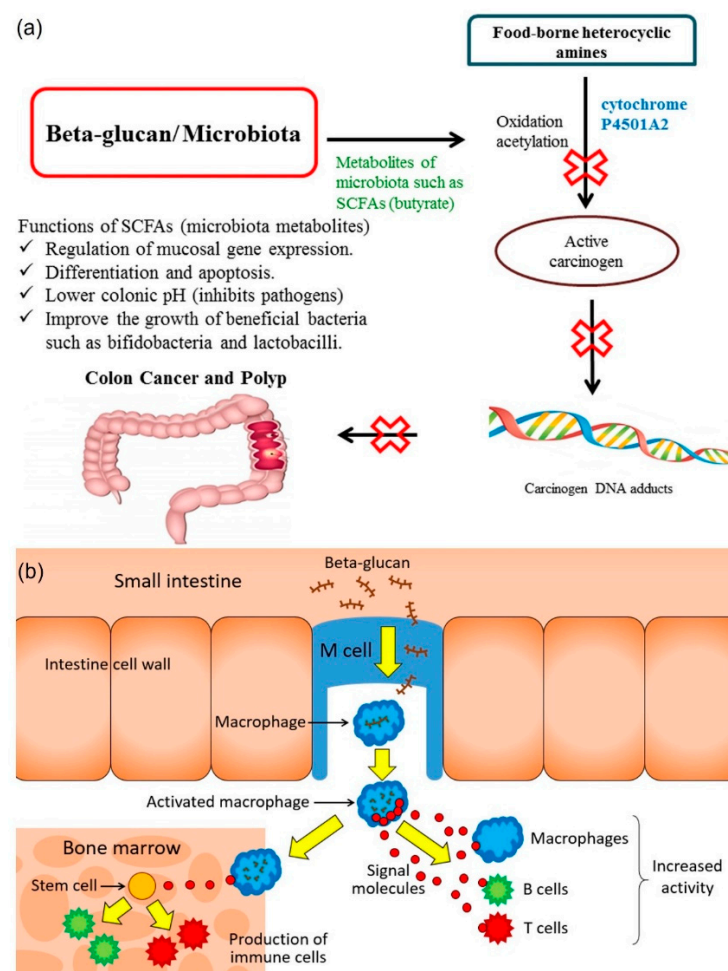 (a)
Food-borne heterocyclic
amines
Beta-glucan/Microbiota
Oxidation
acetylation
cytochrome
P4501A2
Metabolites of
microbiota such as
SCFAs (butyrate)
Functions of SCFAs (microbiota metabolites)
✓ Regulation of mucosal gene expression.
✓ Differentiation and apoptosis.
✓ Lower colonic pH (inhibits pathogens)
✓ Improve the growth of beneficial bacteria
such as bifidobacteria and lactobacilli.
Active
carcinogen
Colon Cancer and Polyp
Carcinogen DNA adducts
(b)
Small intestine
Beta-glucan
M cell
Intestine cell wall
Macrophage
Activated macrophage
Bone marrow
Stem cell
Production of
immune cells
Signal
molecules
Macrophages
B cells
T cells
Increased
activity